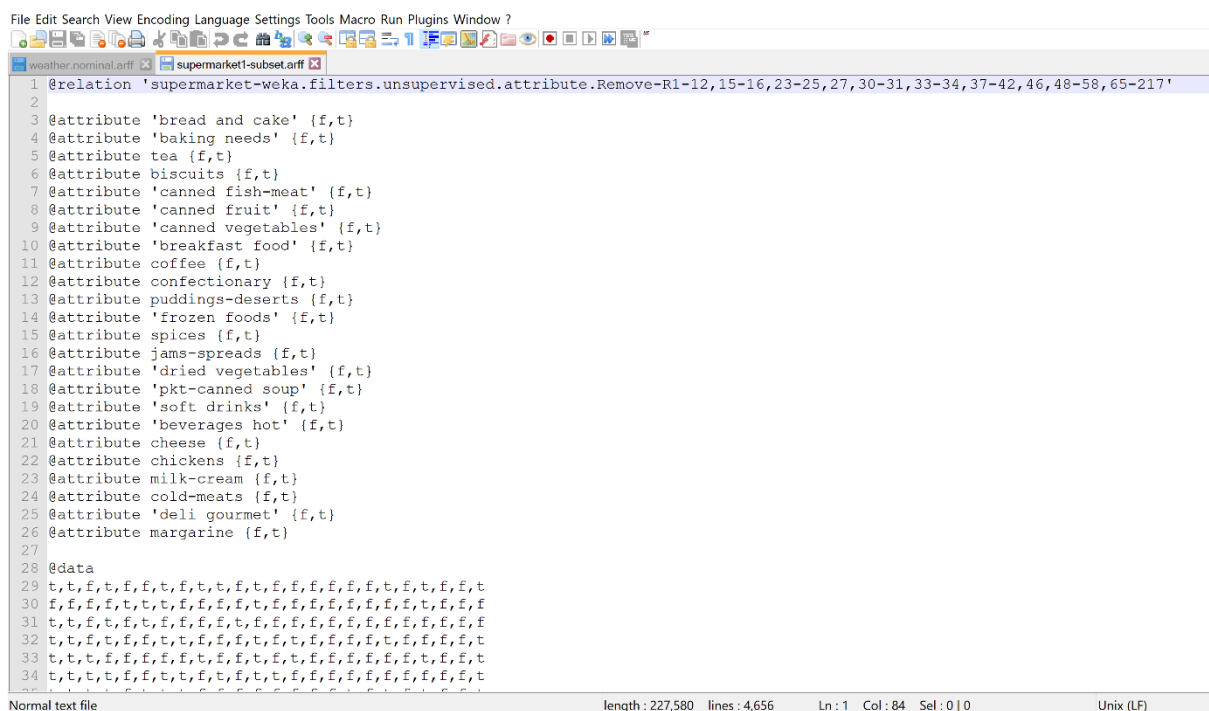 File Edit Search View Encoding Language Settings Tools Macro Run Plugins Window ?
weather.nominal.arff supermarket1-subset.arff
1 @relation 'supermarket-weka.filters.unsupervised.attribute.Remove-R1-12,15-16,23-25,27,30-31,33-34,37-42,46,48-58,65-217'
2
3 @attribute 'bread and cake' {f,t}
4 @attribute 'baking needs' {f,t}
5 @attribute tea {f,t}
6 @attribute biscuits {f,t}
7 @attribute 'canned fish-meat' {f,t}
8 @attribute 'canned fruit' {f,t}
9 @attribute 'canned vegetables' {f,t}
10 @attribute 'breakfast food' {f,t}
11 @attribute coffee {f,t}
12 @attribute confectionary {f,t}
13 @attribute puddings-deserts {f,t}
14 @attribute 'frozen foods' {f,t}
15 @attribute spices {f,t}
16 @attribute jams-spreads {f,t}
17 @attribute 'dried vegetables' {f,t}
18 @attribute 'pkt-canned soup' {f,t}
19 @attribute 'soft drinks' {f,t}
20 @attribute 'beverages hot' {f,t}
21 @attribute cheese {f,t}
22 @attribute chickens {f,t}
23 @attribute milk-cream {f,t}
24 @attribute cold-meats {f,t}
25 @attribute 'deli gourmet' {f,t}
26 @attribute margarine {f,t}
27
28 @data
29 t,t,f,t,f,f,t,f,t,t,f,t,f,f,f,f,f,f,t,f,t,f,f,t
30 f,f,f,f,t,t,t,f,f,f,f,t,f,f,f,f,f,f,f,f,t,f,f,f
31 t,t,f,t,f,t,f,t,f,f,f,t,f,f,f,f,f,f,f,f,f,f,f,f
32 t,t,f,t,f,t,t,f,f,f,t,f,t,f,f,f,f,f,t,f,f,f,f,t
33 t,t,t,f,f,f,f,f,t,f,f,t,f,t,f,f,f,f,f,f,t,f,f,t
34 t,t,t,t,f,f,t,t,f,t,f,t,t,f,f,f,f,f,f,f,f,f,f,t
Normal text file length : 227,580 lines : 4,656 Ln : 1 Col : 84 Sel : 0 | 0 Unix (LF)